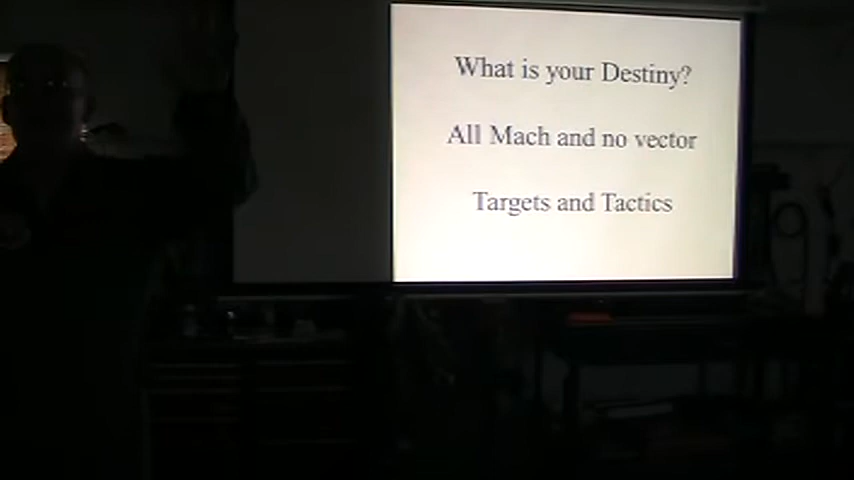 What is your Destiny?
All Mach and no vector
Targets and Tactics